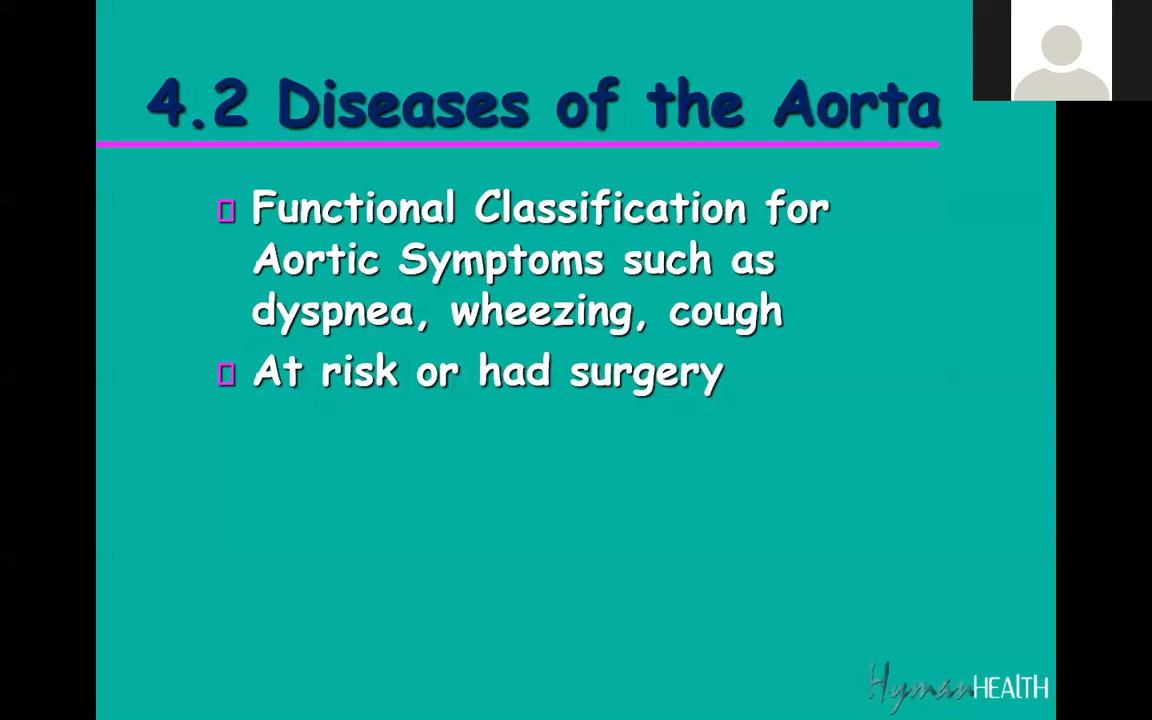 4.2 Diseases of the Aorta
Functional Classification for
Aortic Symptoms such as
dyspnea, wheezing, cough
At risk or had surgery
HymanHEALTH